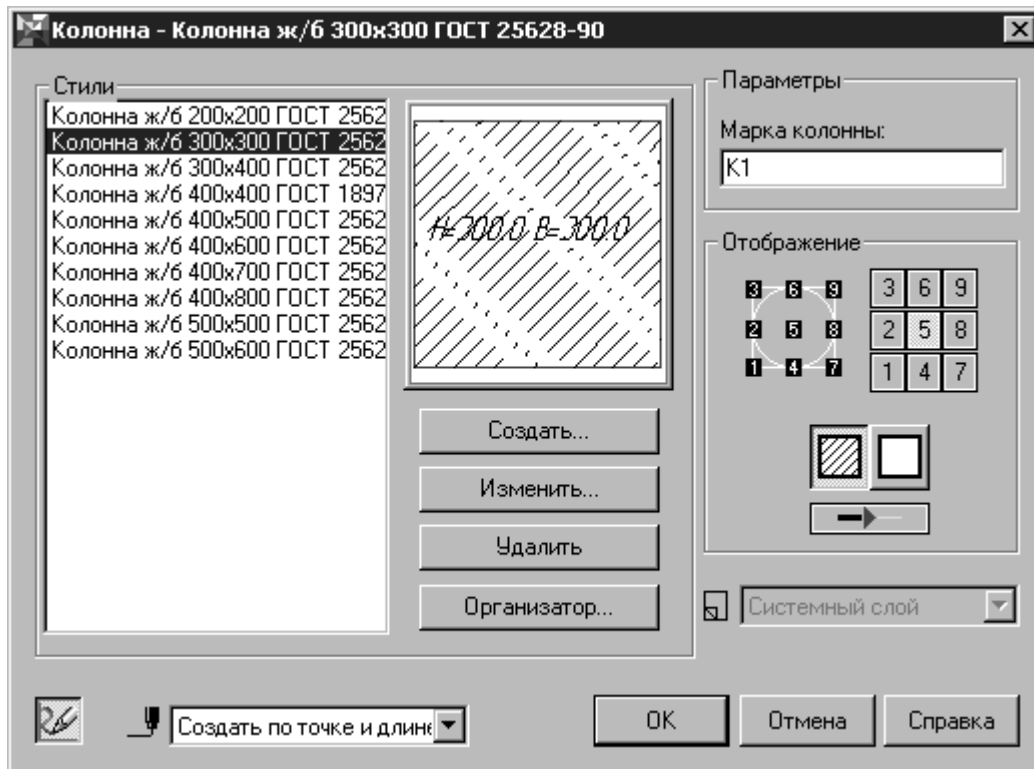 Колонна - Колонна ж/б 300x300 ГОСТ 25628-90
Стили
Колонна ж/б 200x200 ГОСТ 2562
Колонна ж/б 300x300 ГОСТ 2562
Колонна ж/б 300x400 ГОСТ 2562
Колонна ж/б 400x400 ГОСТ 1897
Колонна ж/б 400x500 ГОСТ 2562
Колонна ж/б 400x600 ГОСТ 2562
Колонна ж/б 400x700 ГОСТ 2562
Колонна ж/б 400x800 ГОСТ 2562
Колонна ж/б 500x500 ГОСТ 2562
Колонна ж/б 500x600 ГОСТ 2562
H=300.0 B=300.0
Создать...
Изменить...
Удалить
Организатор...
Параметры
Марка колонны:
К1
Отображение
3 6 9 3 6 9
2 5 8 2 5 8
1 4 7 1 4 7
Системный слой
Создать по точке и длине
OK
Отмена
Справка